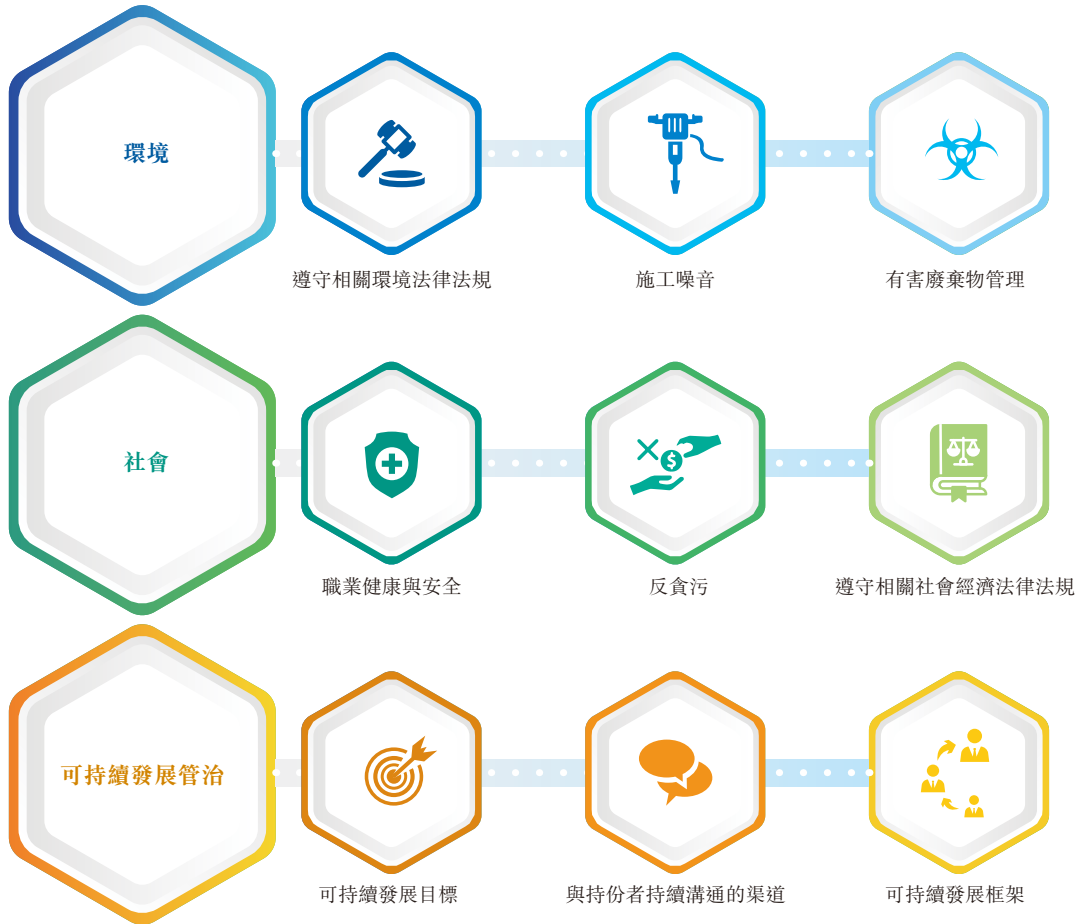 環境
遵守相關環境法律法規
施工噪音
有害廢棄物管理
社會
職業健康與安全
反貪污
遵守相關社會經濟法律法規
可持續發展管治
可持續發展目標
與持份者持續溝通的渠道
可持續發展框架